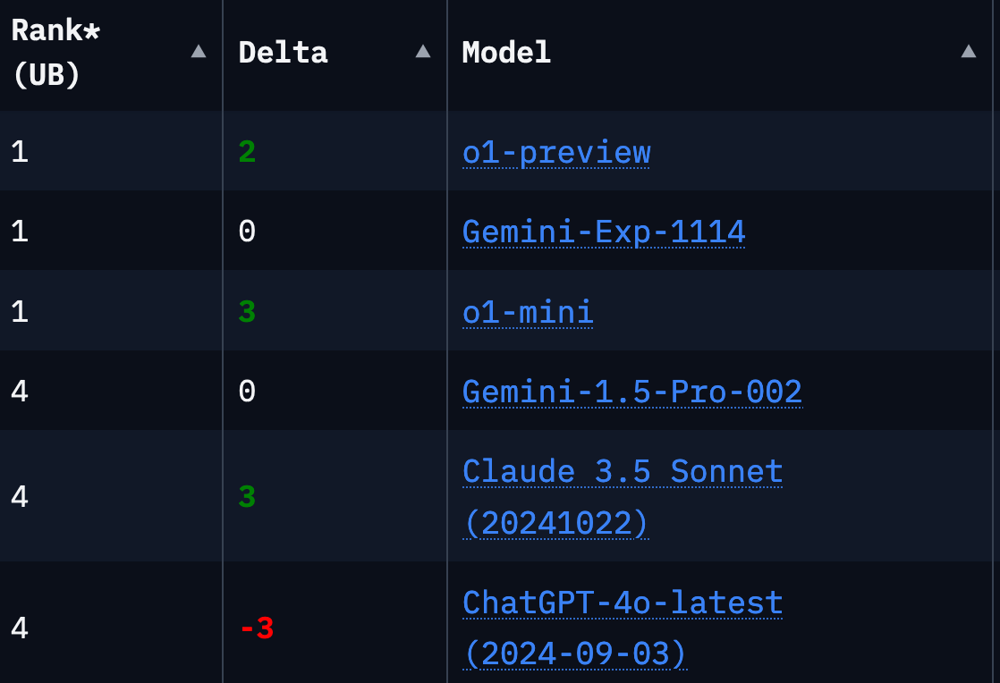 Rank*
(UB) ▲ Delta ▲ Model ▲
1 2 o1-preview
1 0 Gemini-Exp-1114
1 3 o1-mini
4 0 Gemini-1.5-Pro-002
4 3 Claude 3.5 Sonnet
(20241022)
4 -3 ChatGPT-4o-latest
(2024-09-03)